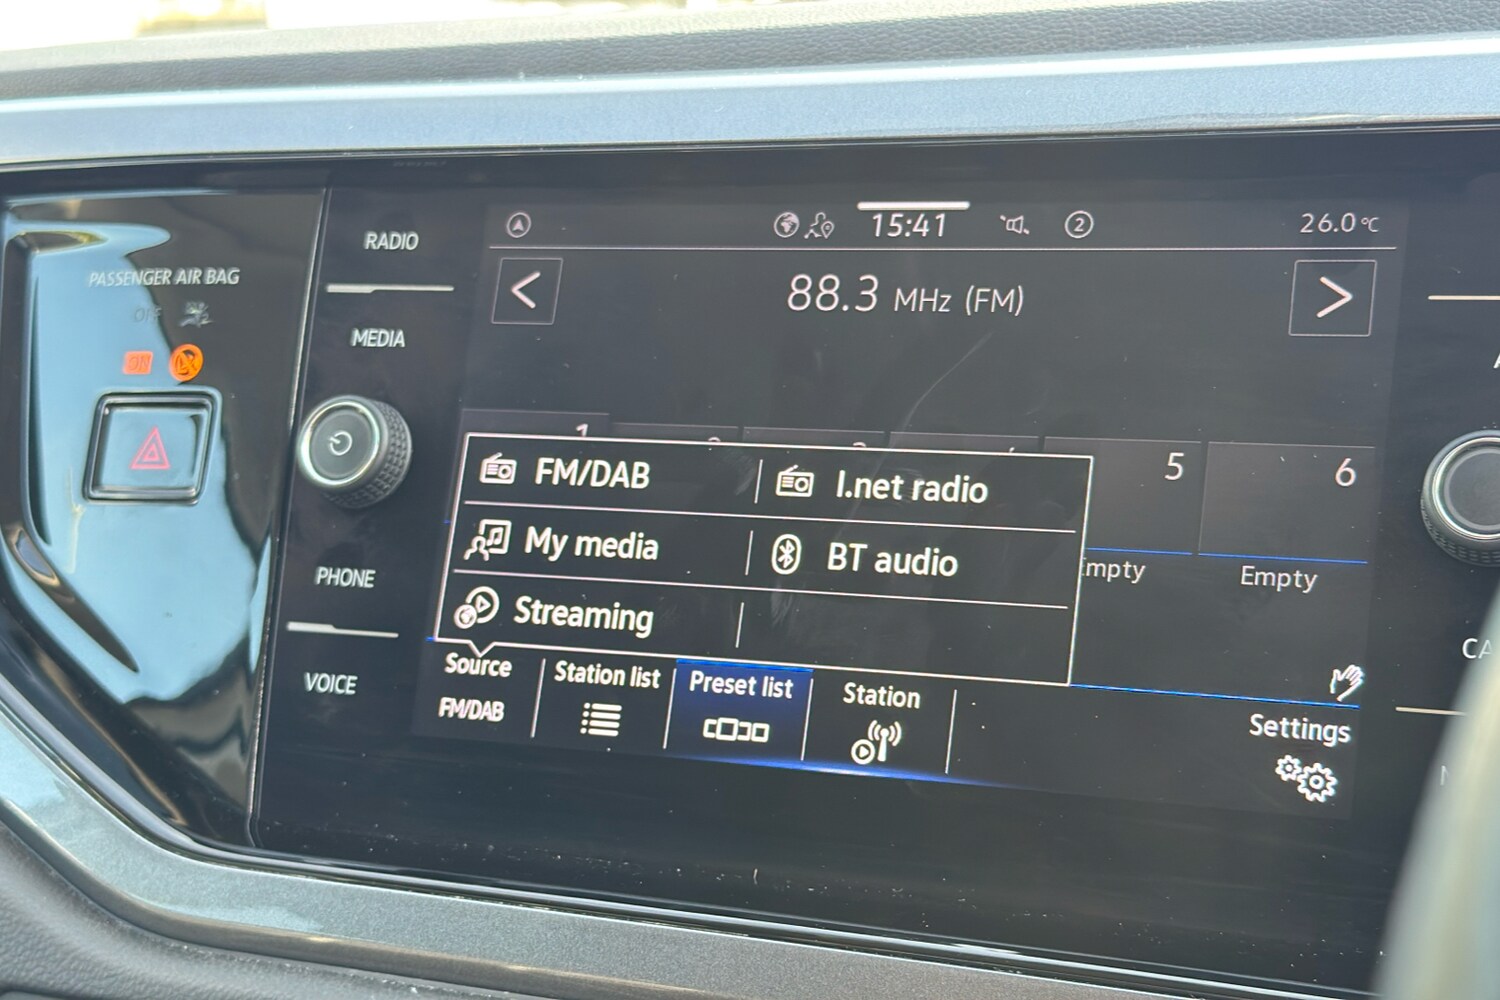 RADIO
15:41
2
26.0°C
PASSENGER AIR BAG
OFF
88.3 MHz (FM)
MEDIA
ON
1
5
6
FM/DAB
I.net radio
My media
BT audio
Empty
PHONE
Streaming
Source
Station list
Preset list
Station
VOICE
FM/DAB
Settings